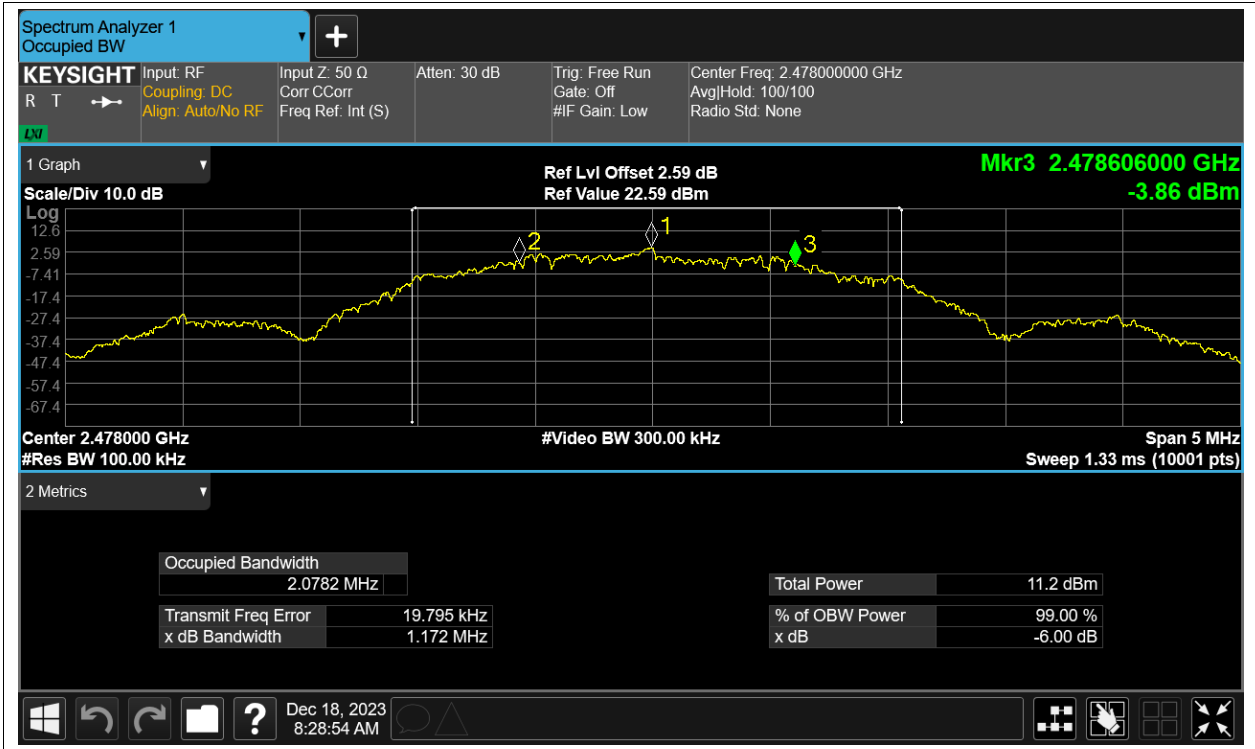 Spectrum Analyzer 1
Occupied BW
KEYSIGHT
R T
LXI
Input: RF
Coupling: DC
Align: Auto/No RF
Input Z: 50 Ω
Corr CCorr
Freq Ref: Int (S)
Atten: 30 dB
Trig: Free Run
Gate: Off
#IF Gain: Low
Center Freq: 2.478000000 GHz
Avg|Hold: 100/100
Radio Std: None
1 Graph
Scale/Div 10.0 dB
Ref Lvl Offset 2.59 dB
Ref Value 22.59 dBm
Mkr3 2.478606000 GHz
-3.86 dBm
Log
12.6
2.59
-7.41
-17.4
-27.4
-37.4
-47.4
-57.4
-67.4
2
1
3
Center 2.478000 GHz
#Video BW 300.00 kHz
Span 5 MHz
#Res BW 100.00 kHz
Sweep 1.33 ms (10001 pts)
2 Metrics
Occupied Bandwidth
2.0782 MHz
Transmit Freq Error 19.795 kHz
x dB Bandwidth 1.172 MHz
Total Power 11.2 dBm
% of OBW Power 99.00 %
x dB -6.00 dB
?
Dec 18, 2023
8:28:54 AM